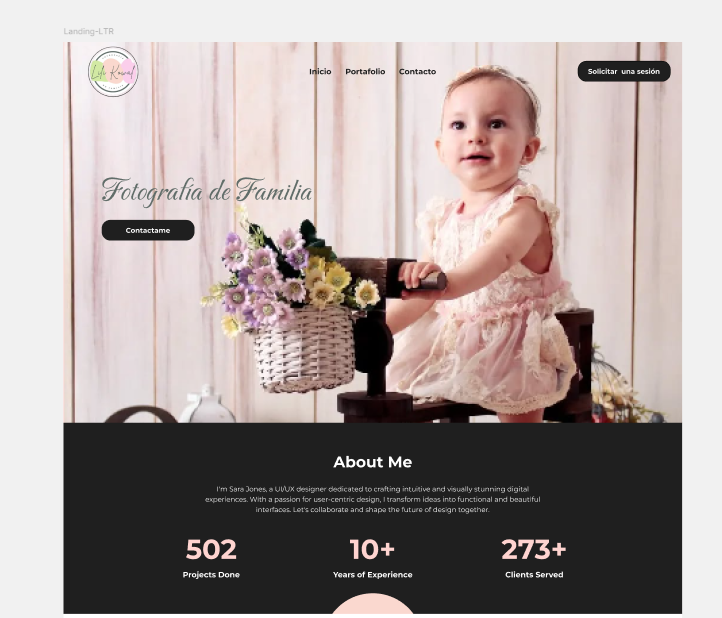 Landing-LTR
Lili Kowal
Inicio Portafolio Contacto
Solicitar una sesión
Fotografía de Familia
Contactame
About Me
I'm Sara Jones, a UI/UX designer dedicated to crafting intuitive and visually stunning digital
experiences. With a passion for user-centric design, I transform ideas into functional and beautiful
interfaces. Let's collaborate and shape the future of design together.
502 10+ 273+
Projects Done Years of Experience Clients Served